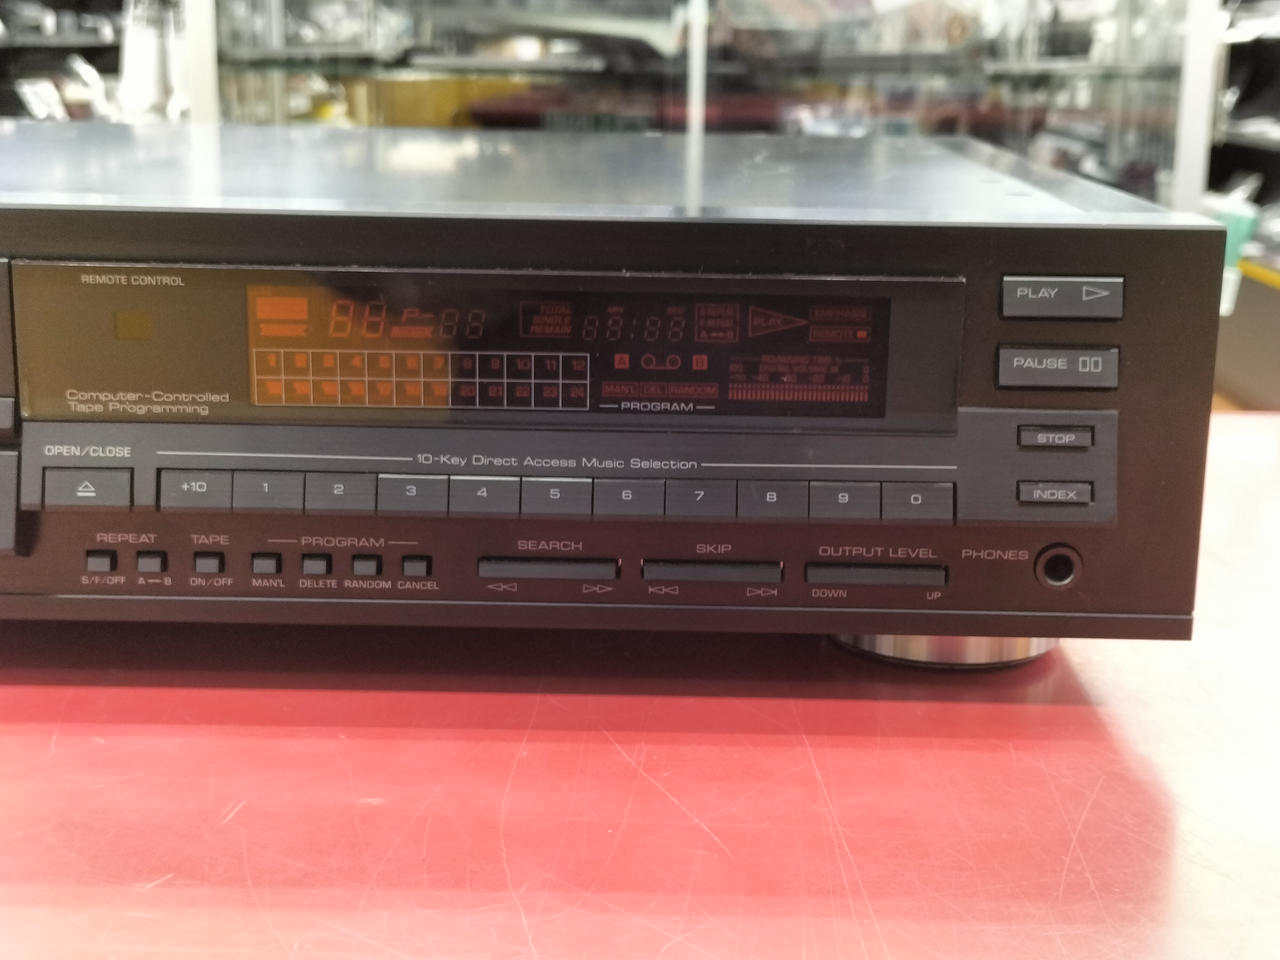 REMOTE CONTROL
Computer-Controlled
Tape Programming
TRACK
P-
INDEX
TOTAL
SINGLE
REMAIN
PLAY
EMPHASIS
REMOTE
1 2 3 4 5 6 7 8 9 10 11 12
20 21 22 23 24
A B
MAN'L DEL RANDOM
PROGRAM
PLAY
PAUSE
STOP
INDEX
OPEN/CLOSE
10-Key Direct Access Music Selection
+10 1 2 3 4 5 6 7 8 9 0
REPEAT
S/F/OFF A—B
TAPE
ON/OFF
PROGRAM
MAN'L DELETE RANDOM CANCEL
SEARCH
SKIP
OUTPUT LEVEL
DOWN UP
PHONES